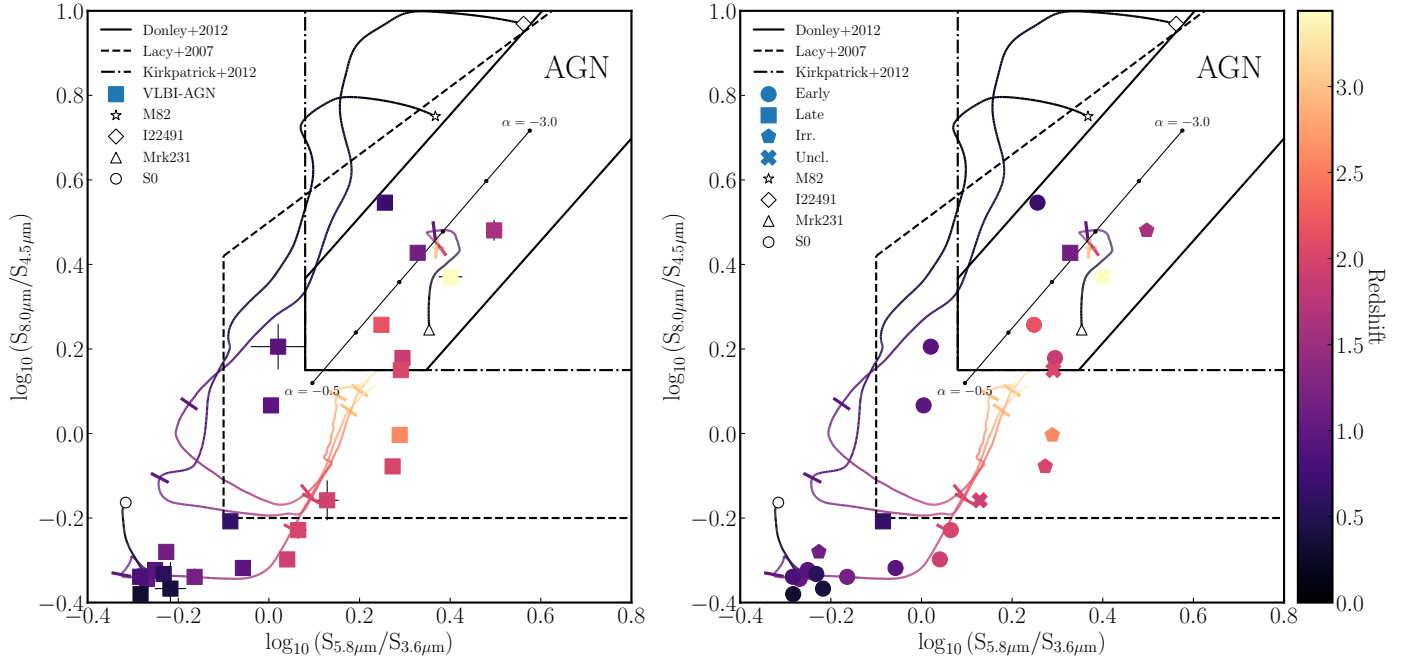 Donley+2012
Lacy+2007
Kirkpatrick+2012
VLBI-AGN
M82
I22491
Mrk231
S0
AGN
α = −3.0
α = −0.5
1.0
0.8
0.6
0.4
0.2
0.0
−0.2
−0.4
log₁₀ (S₈.₀μm/S₄.₅μm)
−0.4 −0.2 0.0 0.2 0.4 0.6 0.8
log₁₀ (S₅.₈μm/S₃.₆μm)
Donley+2012
Lacy+2007
Kirkpatrick+2012
Early
Late
Irr.
Uncl.
M82
I22491
Mrk231
S0
AGN
α = −3.0
α = −0.5
1.0
0.8
0.6
0.4
0.2
0.0
−0.2
−0.4
log₁₀ (S₈.₀μm/S₄.₅μm)
−0.4 −0.2 0.0 0.2 0.4 0.6 0.8
log₁₀ (S₅.₈μm/S₃.₆μm)
3.0
2.5
2.0
1.5
1.0
0.5
0.0
Redshift